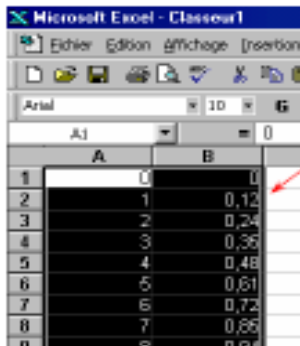 Microsoft Excel - Classeur1
Fichier Edition Affichage Insertion
Arial 10 G
A1 = 0
A B
1 0 0
2 1 0,12
3 2 0,24
4 3 0,36
5 4 0,48
6 5 0,61
7 6 0,72
8 7 0,86